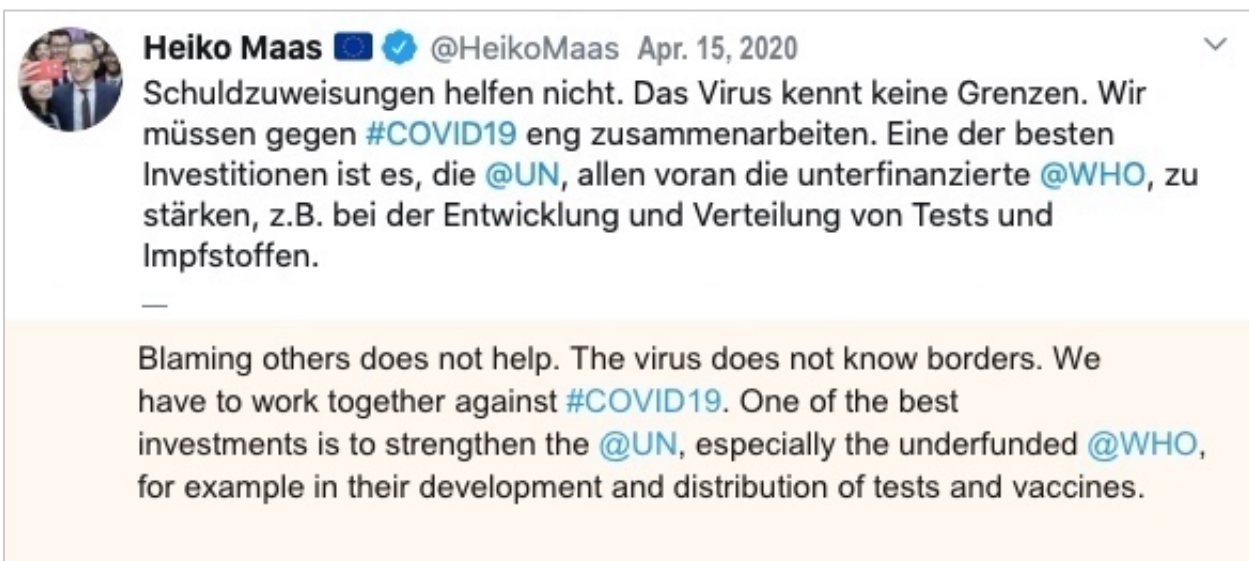 Heiko Maas 🇪🇺 @HeikoMaas Apr. 15, 2020
Schuldzuweisungen helfen nicht. Das Virus kennt keine Grenzen. Wir
müssen gegen #COVID19 eng zusammenarbeiten. Eine der besten
Investitionen ist es, die @UN, allen voran die unterfinanzierte @WHO, zu
stärken, z.B. bei der Entwicklung und Verteilung von Tests und
Impfstoffen.
—
Blaming others does not help. The virus does not know borders. We
have to work together against #COVID19. One of the best
investments is to strengthen the @UN, especially the underfunded @WHO,
for example in their development and distribution of tests and vaccines.